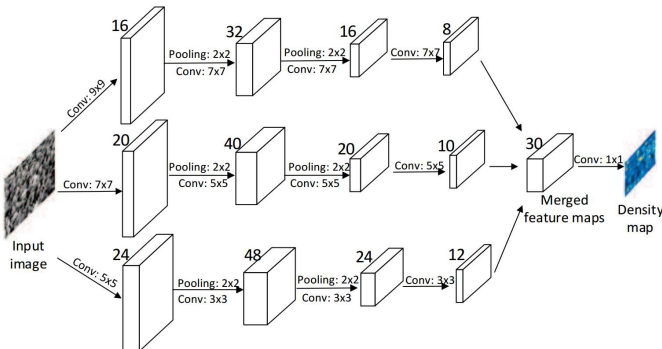 16
32
16
8
Pooling: 2x2
Conv: 7x7
Pooling: 2x2
Conv: 7x7
Conv: 7x7
Conv: 9x9
20
40
20
10
30
Conv: 7x7
Pooling: 2x2
Conv: 5x5
Pooling: 2x2
Conv: 5x5
Conv: 5x5
Conv: 1x1
Merged
feature maps
Density
map
Input
image
24
48
24
12
Conv: 5x5
Pooling: 2x2
Conv: 3x3
Pooling: 2x2
Conv: 3x3
Conv: 3x3